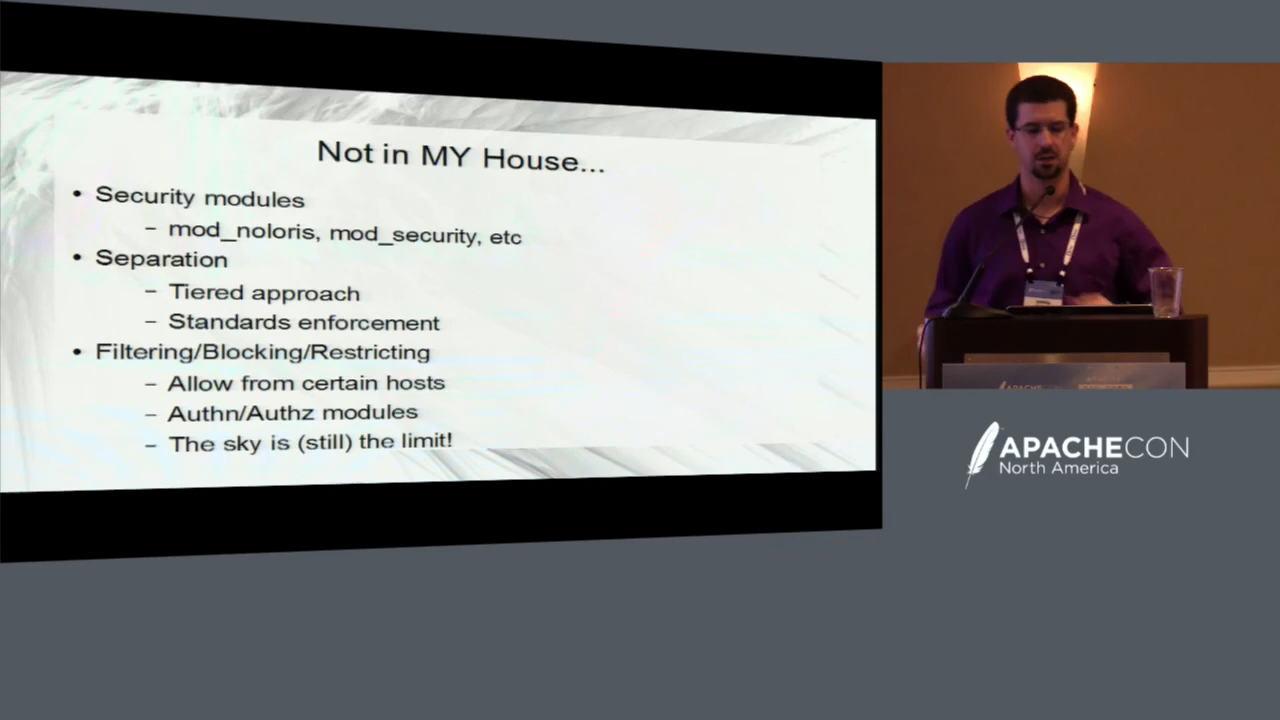 Not in MY House...
• Security modules
– mod_noloris, mod_security, etc
• Separation
– Tiered approach
– Standards enforcement
• Filtering/Blocking/Restricting
– Allow from certain hosts
– Authn/Authz modules
– The sky is (still) the limit!
APACHECON
North America